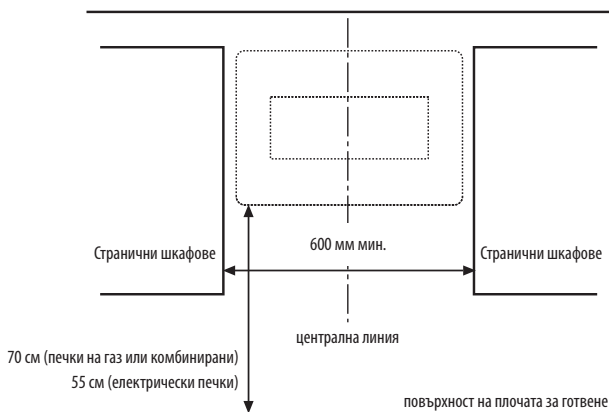 Странични шкафове
600 мм мин.
Странични шкафове
централна линия
70 см (печки на газ или комбинирани)
55 см (електрически печки)
повърхност на плочата за готвене